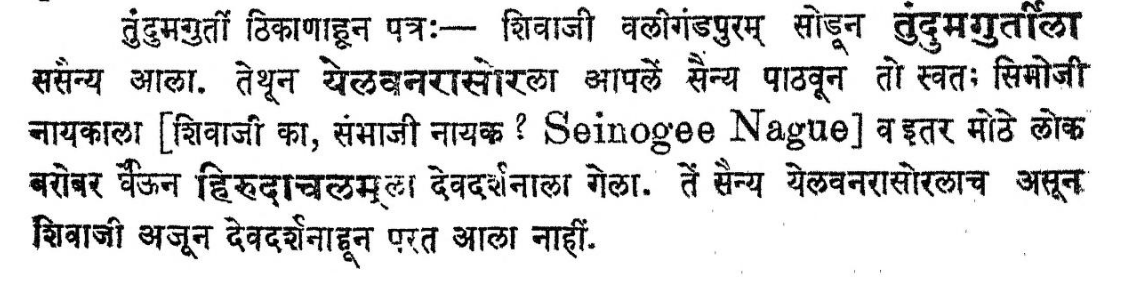 तुंदुमगुर्ती ठिकाणाहून पत्र:— शिवाजी वलीगंडपुरम् सोडून तुंदुमगुर्तीला
ससैन्य आला. तेथून येलवनरासोरला आपलें सैन्य पाठवून तो स्वतः सिमोजी
नायकाला [शिवाजी का, संभाजी नायक ? Seinogee Nague] व इतर मोठे लोक
बरोबर घेऊन हिरुदाचलम्‌ला देवदर्शनाला गेला. तें सैन्य येलवनरासोरलाच असून
शिवाजी अजून देवदर्शनाहून परत आला नाहीं.